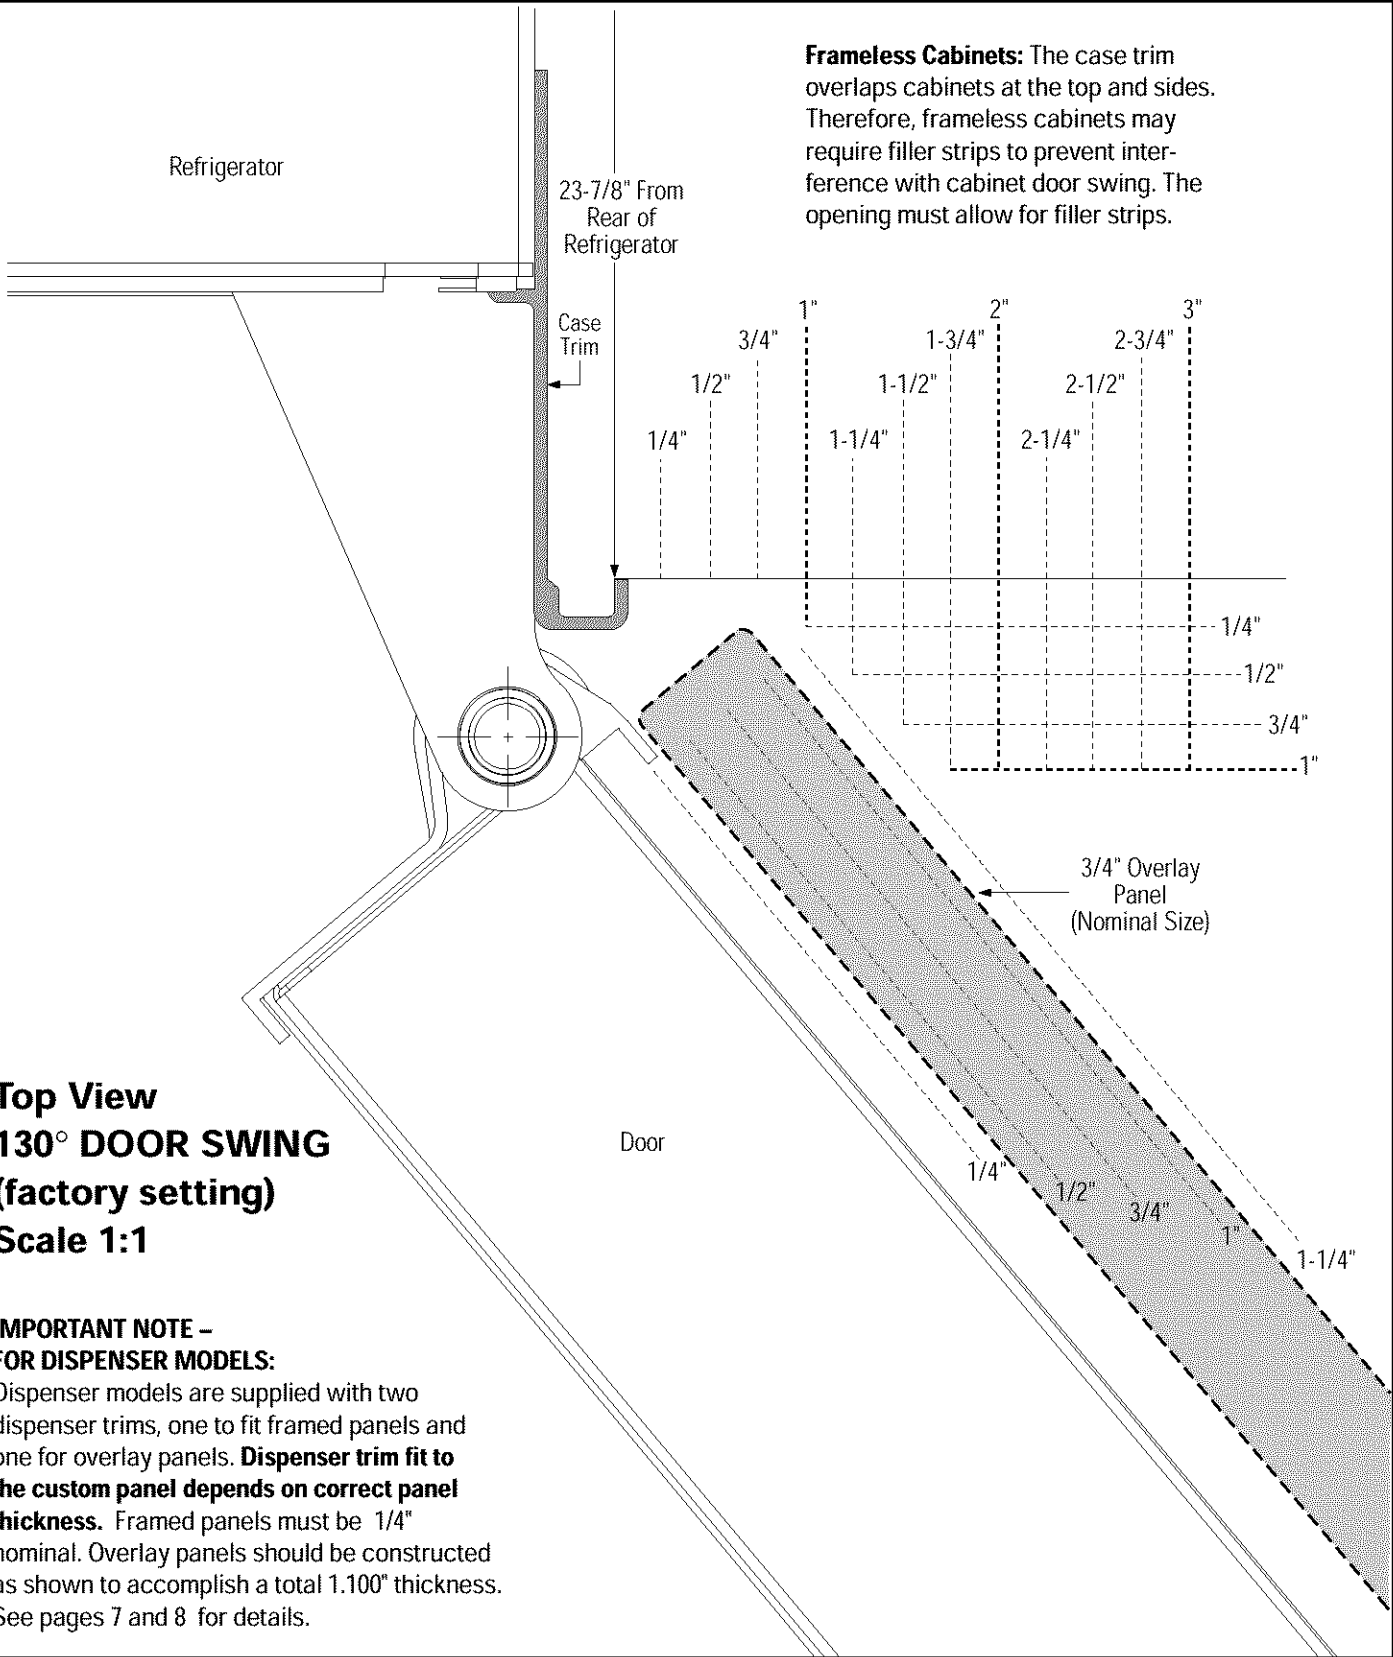 Frameless Cabinets: The case trim
overlaps cabinets at the top and sides.
Therefore, frameless cabinets may
require filler strips to prevent inter-
ference with cabinet door swing. The
opening must allow for filler strips.
Refrigerator
23-7/8" From
Rear of
Refrigerator
Case
Trim
1/4"
1/2"
3/4"
1"
1-1/4"
1-1/2"
1-3/4"
2"
2-1/4"
2-1/2"
2-3/4"
3"
1/4"
1/2"
3/4"
1"
3/4" Overlay
Panel
(Nominal Size)
Door
1/4"
1/2"
3/4"
1"
1-1/4"
Top View
130° DOOR SWING
(factory setting)
Scale 1:1
IMPORTANT NOTE –
FOR DISPENSER MODELS:
Dispenser models are supplied with two
dispenser trims, one to fit framed panels and
one for overlay panels. Dispenser trim fit to
the custom panel depends on correct panel
thickness. Framed panels must be 1/4"
nominal. Overlay panels should be constructed
as shown to accomplish a total 1.100" thickness.
See pages 7 and 8 for details.